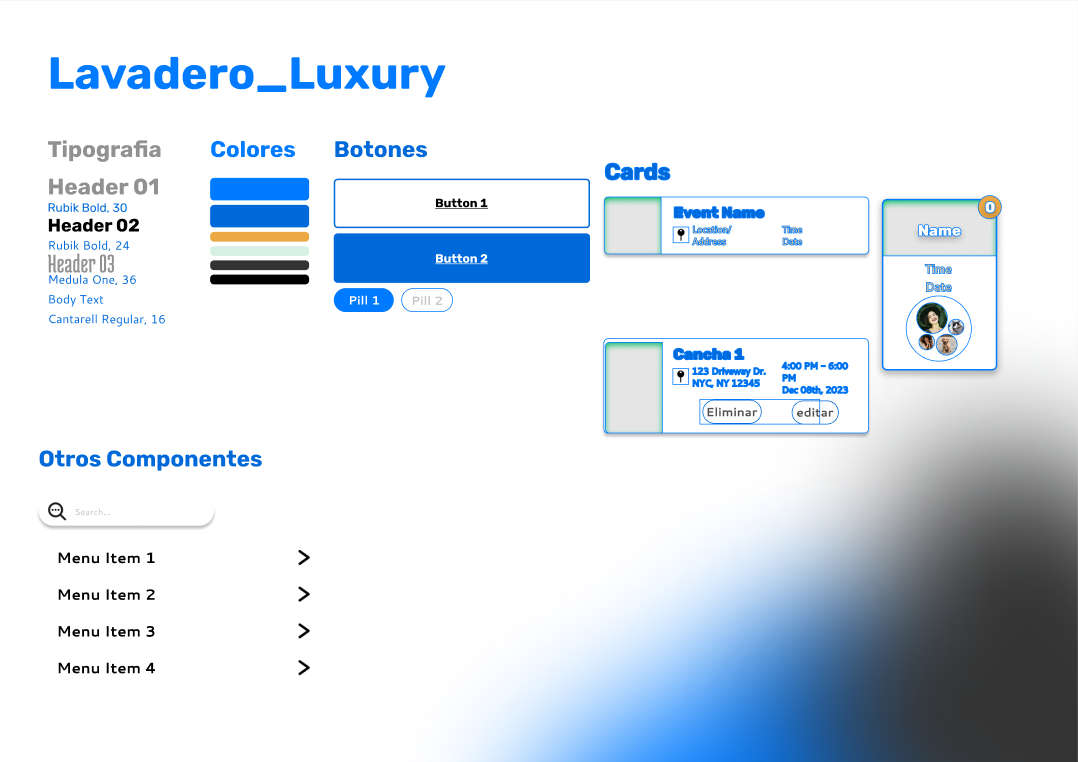 Lavadero_Luxury
Tipografia
Header 01
Rubik Bold, 30
Header 02
Rubik Bold, 24
Header 03
Medula One, 36
Body Text
Cantarell Regular, 16
Colores
Botones
Button 1
Button 2
Pill 1
Pill 2
Cards
Event Name
Location/
Address
Time
Date
0
Name
Time
Date
Cancha 1
123 Driveway Dr.
NYC, NY 12345
4:00 PM – 6:00
PM
Dec 08th, 2023
Eliminar
editar
Otros Componentes
Search...
Menu Item 1
Menu Item 2
Menu Item 3
Menu Item 4